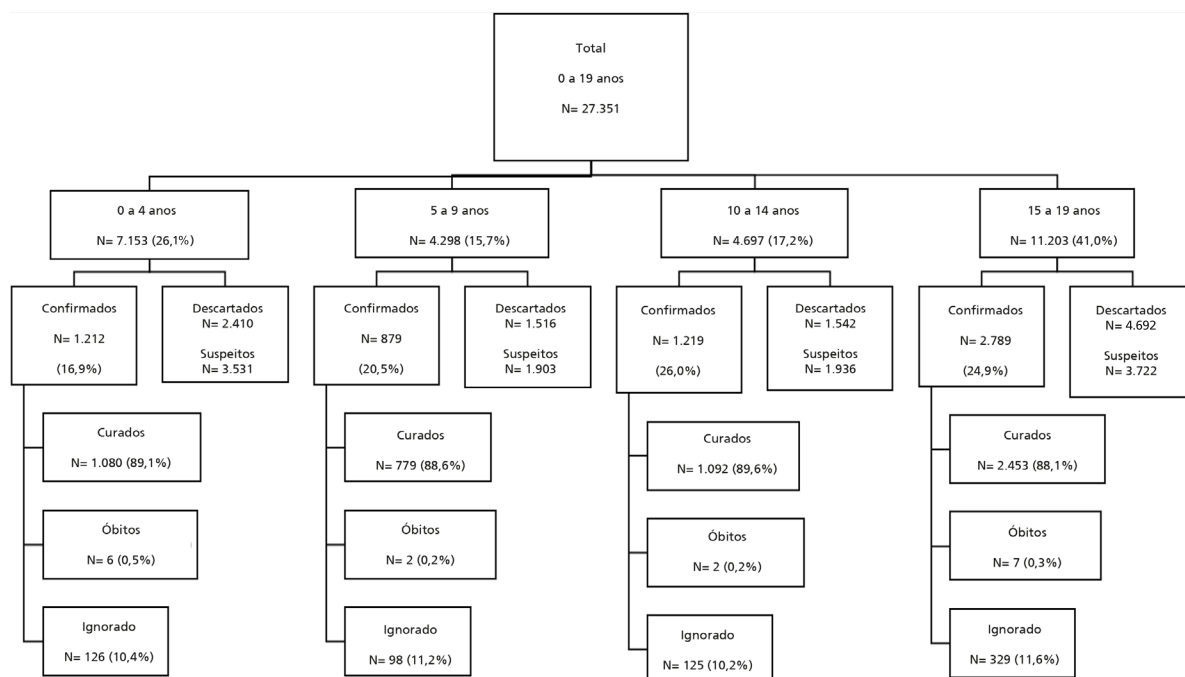 Total
0 a 19 anos
N= 27.351
0 a 4 anos
N= 7.153 (26,1%)
5 a 9 anos
N= 4.298 (15,7%)
10 a 14 anos
N= 4.697 (17,2%)
15 a 19 anos
N= 11.203 (41,0%)
Confirmados
N= 1.212
(16,9%)
Descartados
N= 2.410
Suspeitos
N= 3.531
Confirmados
N= 879
(20,5%)
Descartados
N= 1.516
Suspeitos
N= 1.903
Confirmados
N= 1.219
(26,0%)
Descartados
N= 1.542
Suspeitos
N= 1.936
Confirmados
N= 2.789
(24,9%)
Descartados
N= 4.692
Suspeitos
N= 3.722
Curados
N= 1.080 (89,1%)
Óbitos
N= 6 (0,5%)
Ignorado
N= 126 (10,4%)
Curados
N= 779 (88,6%)
Óbitos
N= 2 (0,2%)
Ignorado
N= 98 (11,2%)
Curados
N= 1.092 (89,6%)
Óbitos
N= 2 (0,2%)
Ignorado
N= 125 (10,2%)
Curados
N= 2.453 (88,1%)
Óbitos
N= 7 (0,3%)
Ignorado
N= 329 (11,6%)